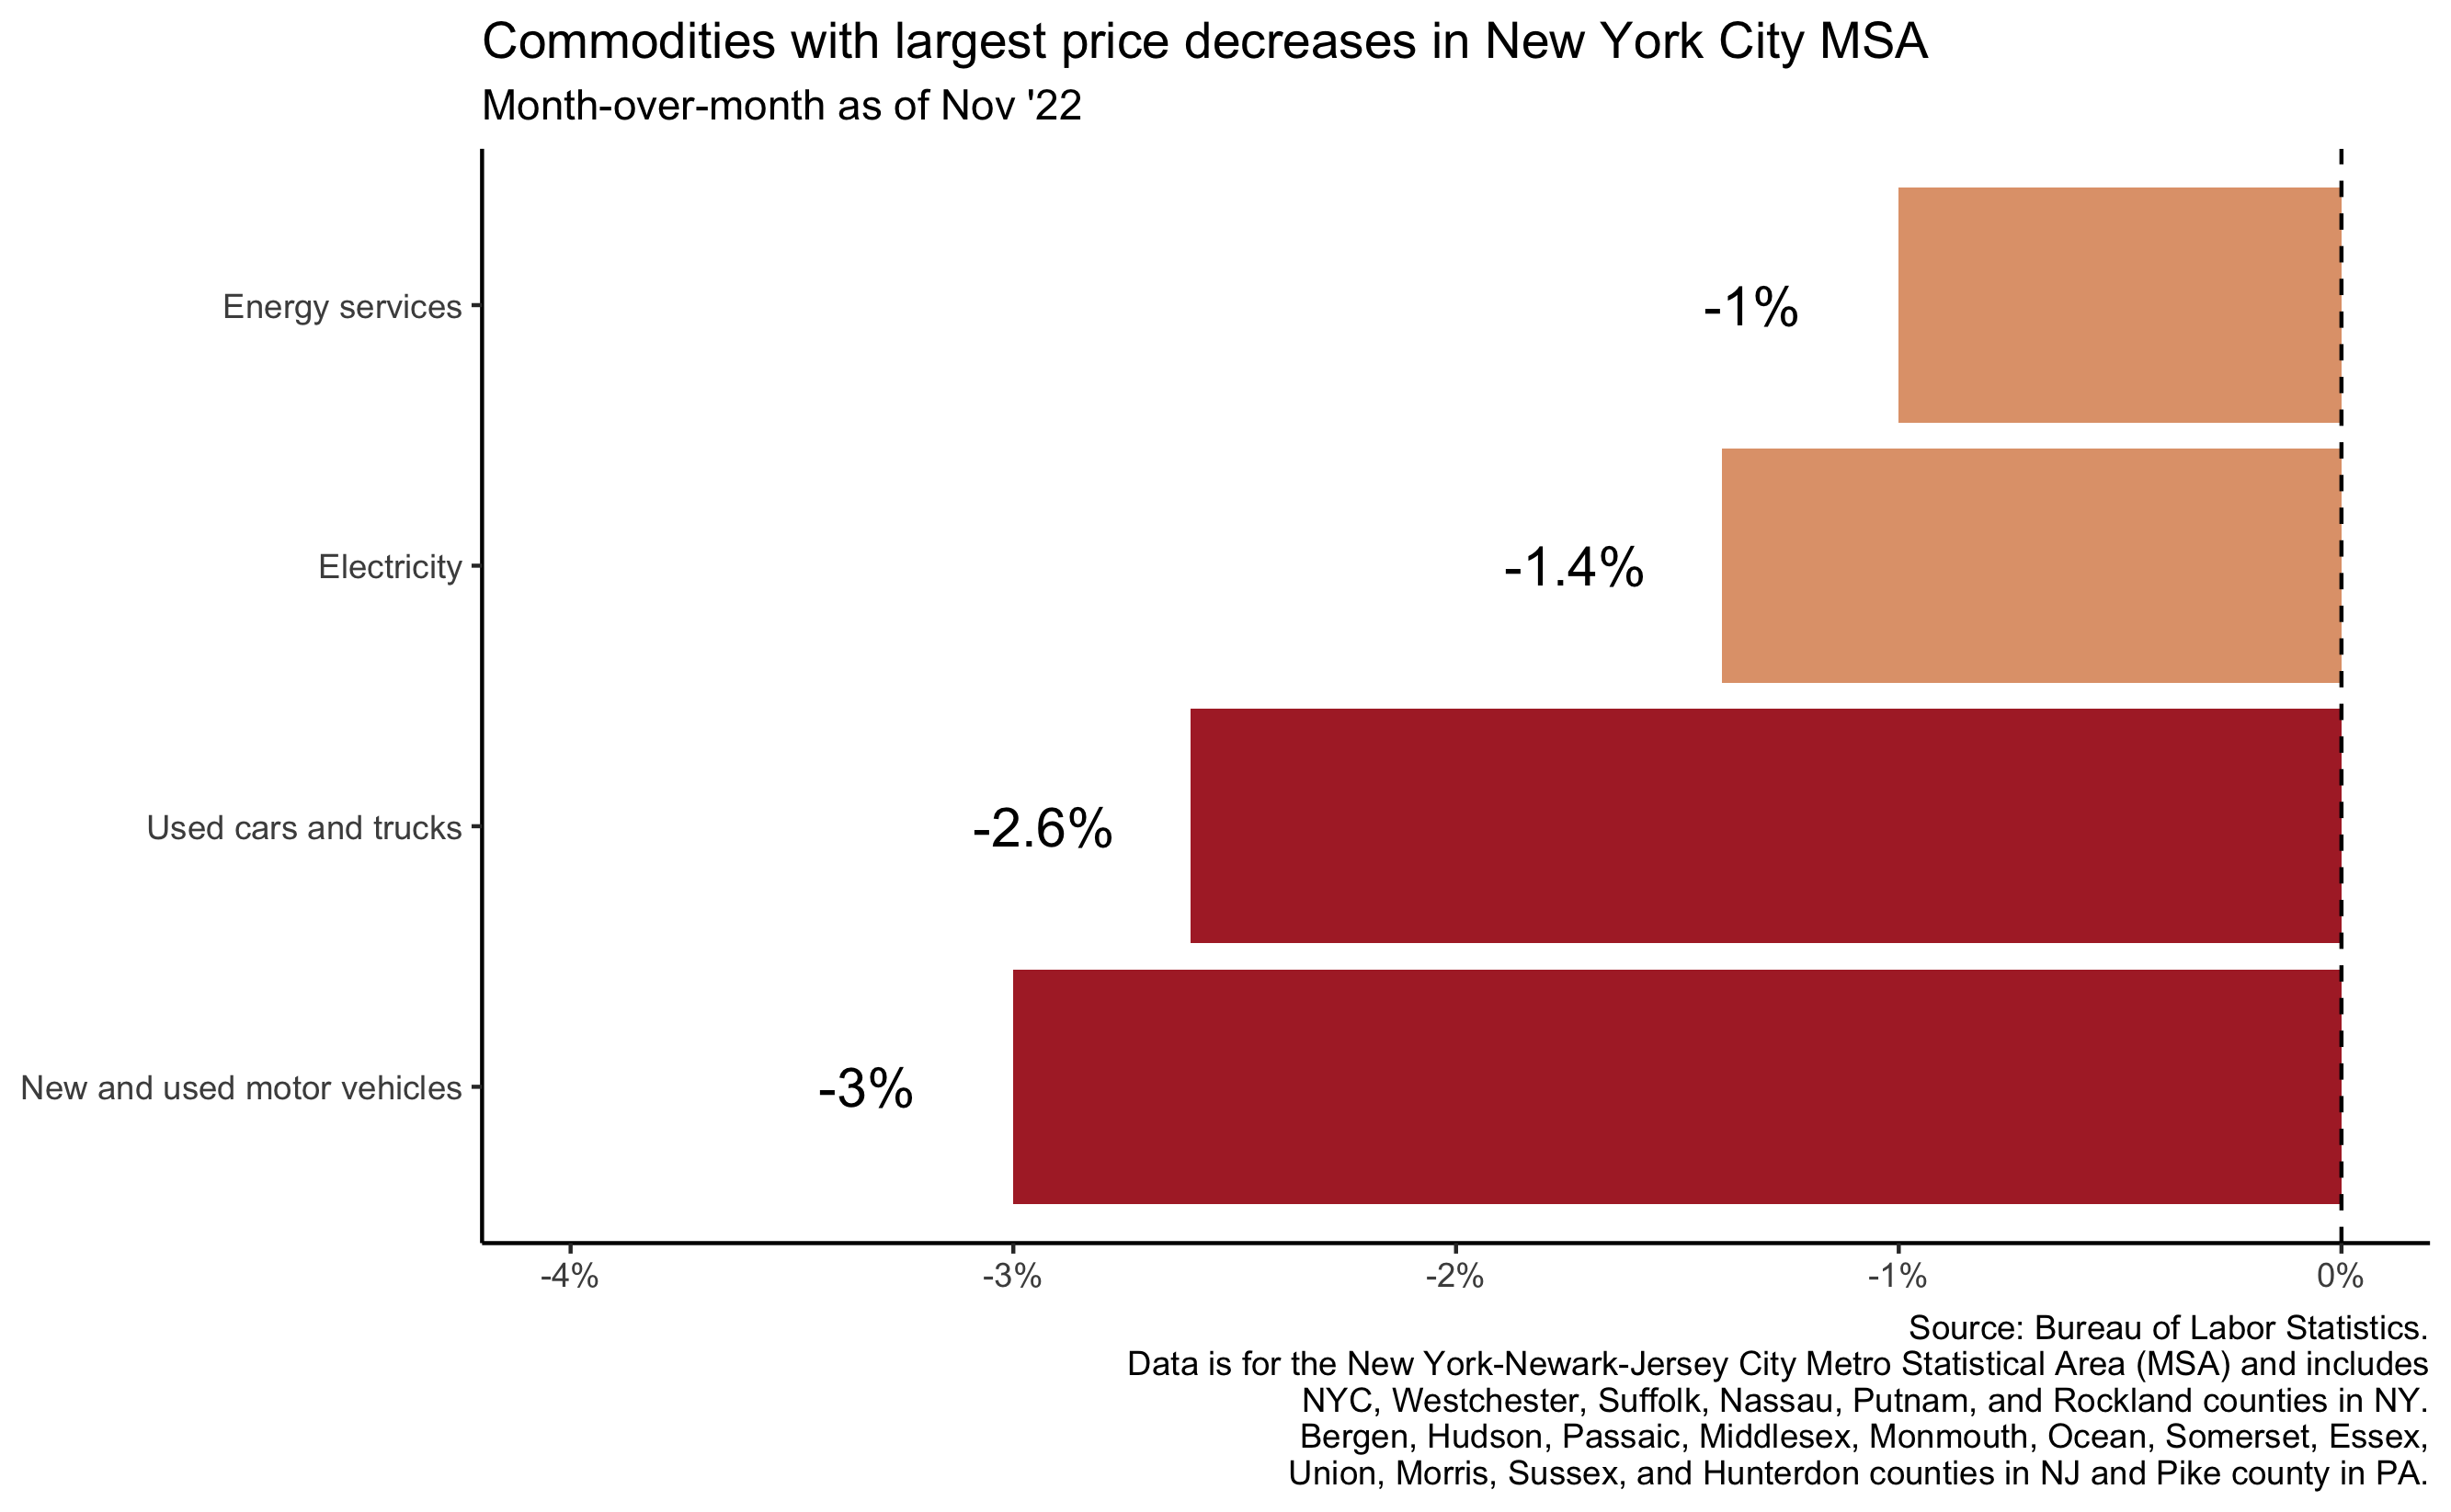 Commodities with largest price decreases in New York City MSA
Month-over-month as of Nov '22
Energy services
-1%
Electricity
-1.4%
Used cars and trucks
-2.6%
New and used motor vehicles
-3%
-4%
-3%
-2%
-1%
0%
Source: Bureau of Labor Statistics.
Data is for the New York-Newark-Jersey City Metro Statistical Area (MSA) and includes
NYC, Westchester, Suffolk, Nassau, Putnam, and Rockland counties in NY.
Bergen, Hudson, Passaic, Middlesex, Monmouth, Ocean, Somerset, Essex,
Union, Morris, Sussex, and Hunterdon counties in NJ and Pike county in PA.